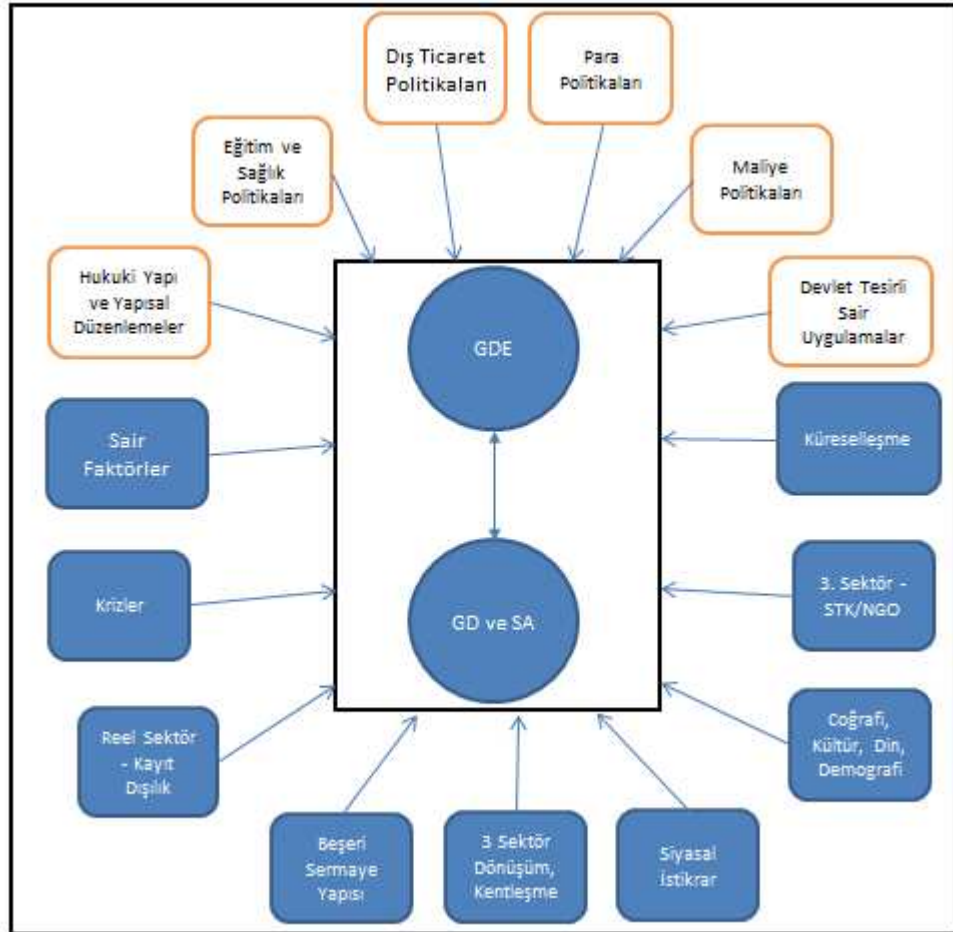 Dış Ticaret
Politikaları
Para
Politikaları
Eğitim ve
Sağlık
Politikaları
Maliye
Politikaları
Hukuki Yapı
ve Yapısal
Düzenlemeler
Devlet Tesirli
Sair
Uygulamalar
GDE
Sair
Faktörler
Küreselleşme
Krizler
GD ve SA
3. Sektör -
STK/NGO
Reel Sektör
- Kayıt
Dışılık
Coğrafi,
Kültür, Din,
Demografi
Beşeri
Sermaye
Yapısı
3 Sektör
Dönüşüm,
Kentleşme
Siyasal
İstikrar